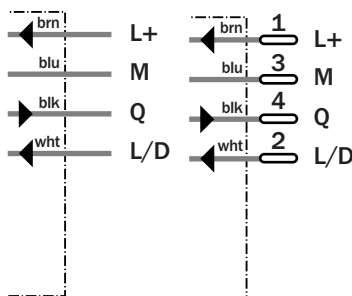 brn L+
blu M
blk Q
wht L/D
brn 1 L+
blu 3 M
blk 4 Q
wht 2 L/D